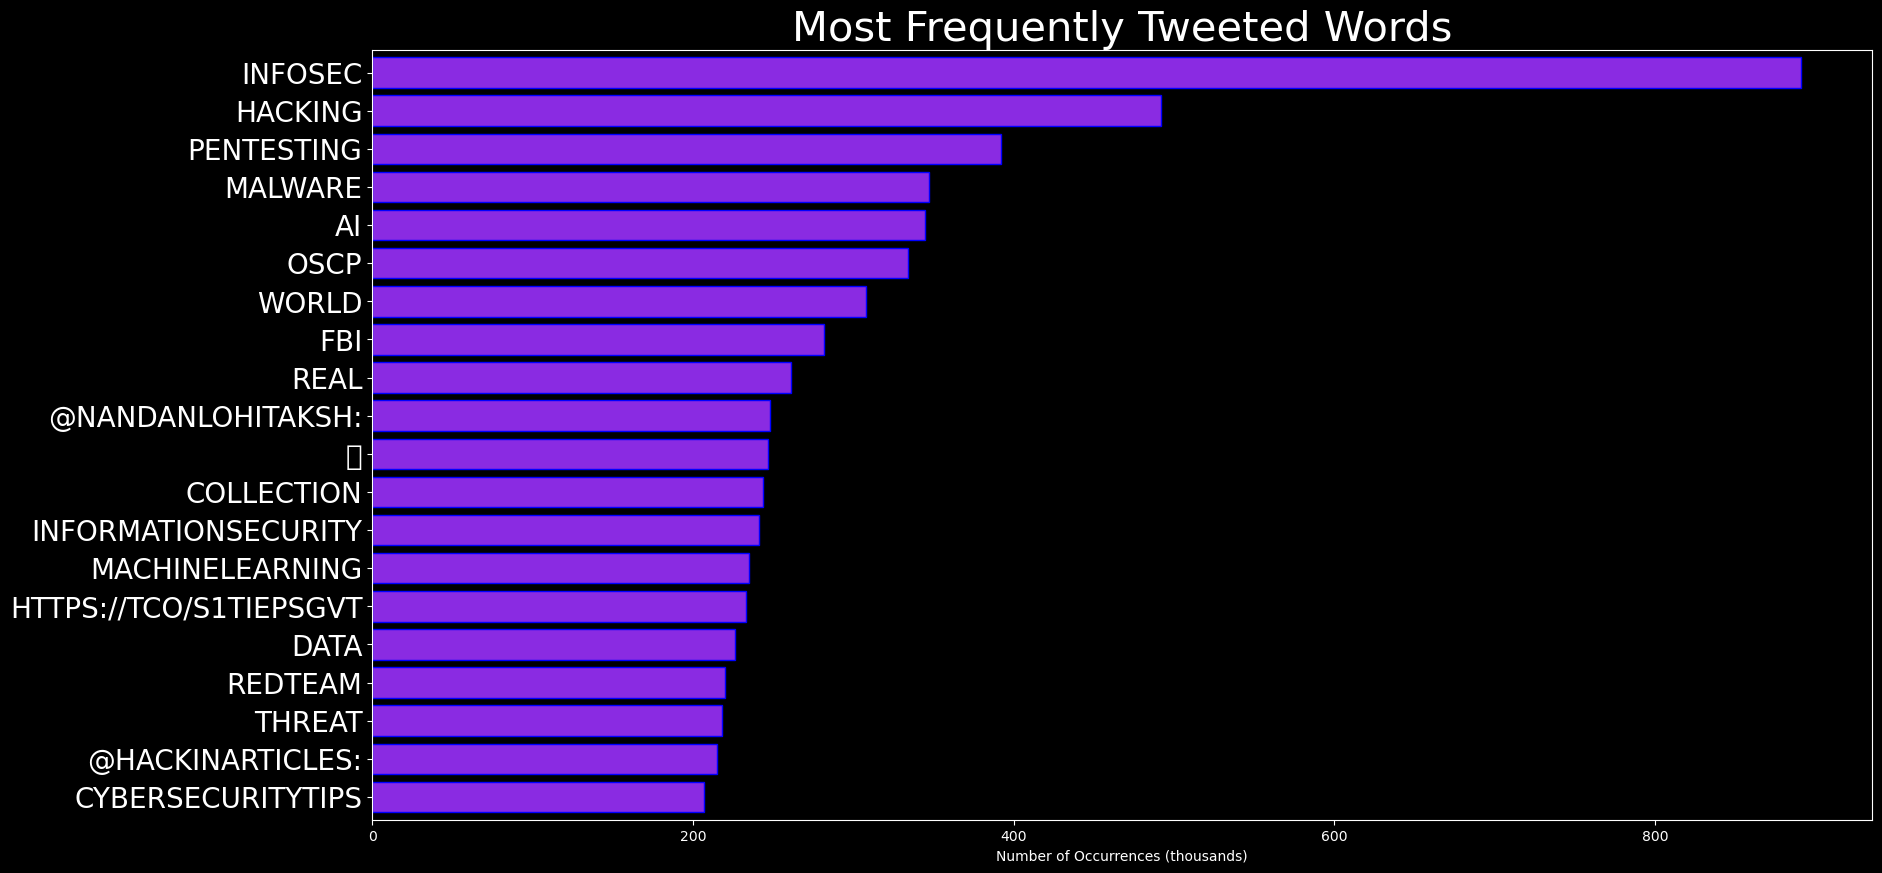 Most Frequently Tweeted Words
INFOSEC
HACKING
PENTESTING
MALWARE
AI
OSCP
WORLD
FBI
REAL
@NANDANLOHITAKSH:
COLLECTION
INFORMATIONSECURITY
MACHINELEARNING
HTTPS://TCO/S1TIEPSGVT
DATA
REDTEAM
THREAT
@HACKINARTICLES:
CYBERSECURITYTIPS
0 200 400 600 800
Number of Occurrences (thousands)